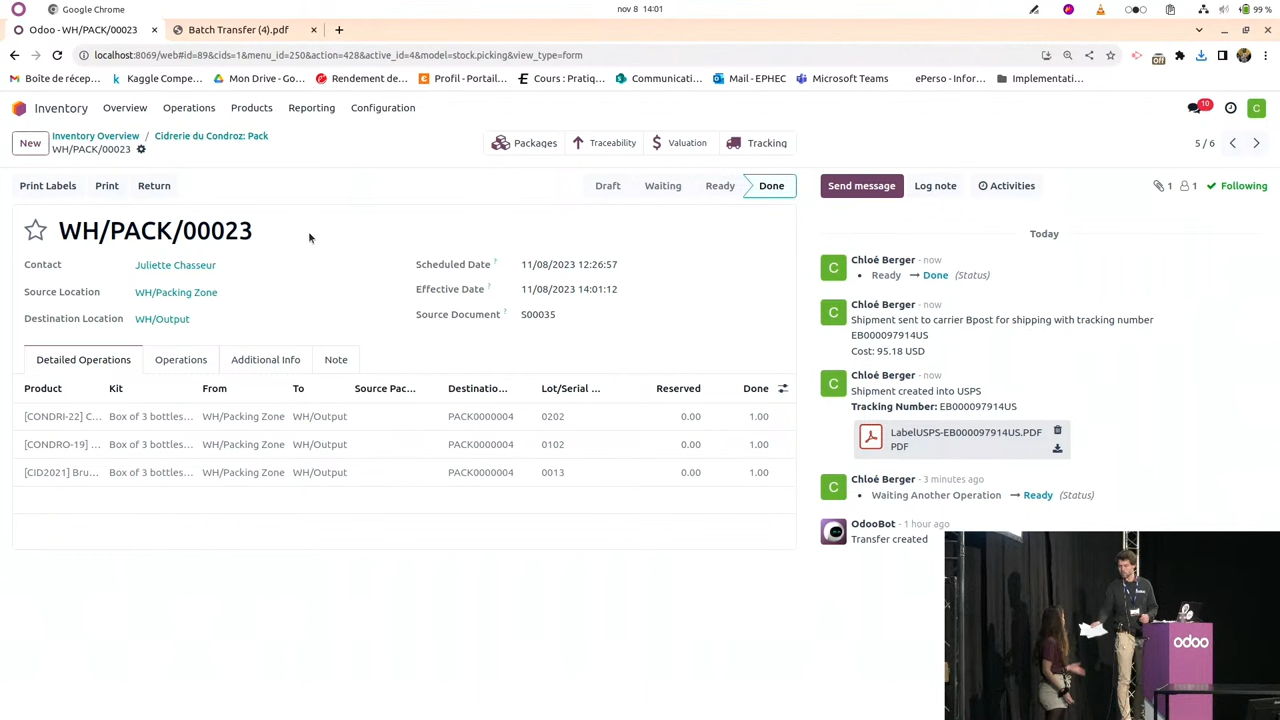 Google Chrome
nov 8 14:01
99 %
Odoo - WH/PACK/00023
Batch Transfer (4).pdf
localhost:8069/web#id=89&cids=1&menu_id=250&action=428&active_id=4&model=stock.picking&view_type=form
Boîte de récep...
Kaggle Compe...
Mon Drive - Go...
Rendement de...
Profil - Portail...
Cours : Pratiq...
Communicati...
Mail - EPHEC
Microsoft Teams
ePerso - Infor...
Implementati...
Inventory
Overview
Operations
Products
Reporting
Configuration
10
C
New
Inventory Overview / Cidrerie du Condroz: Pack
WH/PACK/00023
Packages
Traceability
Valuation
Tracking
5 / 6
Print Labels
Print
Return
Draft
Waiting
Ready
Done
Send message
Log note
Activities
1
1
Following
WH/PACK/00023
Contact
Juliette Chasseur
Source Location
WH/Packing Zone
Destination Location
WH/Output
Scheduled Date ?
11/08/2023 12:26:57
Effective Date ?
11/08/2023 14:01:12
Source Document ?
S00035
Detailed Operations
Operations
Additional Info
Note
Product Kit From To Source Pac... Destinatio... Lot/Serial ... Reserved Done
[CONDRI-22] C... Box of 3 bottles... WH/Packing Zone WH/Output PACK0000004 0202 0.00 1.00
[CONDRO-19] ... Box of 3 bottles... WH/Packing Zone WH/Output PACK0000004 0102 0.00 1.00
[CID2021] Bru... Box of 3 bottles... WH/Packing Zone WH/Output PACK0000004 0013 0.00 1.00
Today
C
Chloé Berger - now
Ready → Done (Status)
C
Chloé Berger - now
Shipment sent to carrier Bpost for shipping with tracking number
EB000097914US
Cost: 95.18 USD
C
Chloé Berger - now
Shipment created into USPS
Tracking Number: EB000097914US
LabelUSPS-EB000097914US.PDF
PDF
C
Chloé Berger - 3 minutes ago
Waiting Another Operation → Ready (Status)
OdooBot - 1 hour ago
Transfer created
odoo